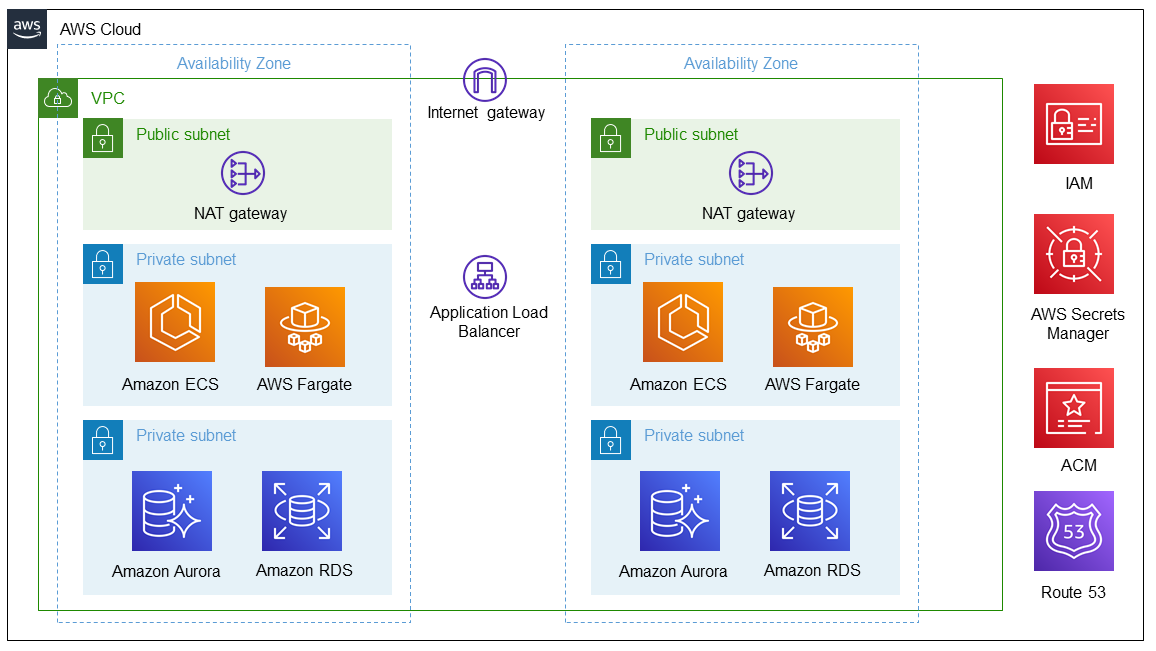 aws
AWS Cloud
Availability Zone
VPC
Public subnet
NAT gateway
Private subnet
Amazon ECS
AWS Fargate
Private subnet
Amazon Aurora
Amazon RDS
Internet gateway
Application Load
Balancer
Availability Zone
Public subnet
NAT gateway
Private subnet
Amazon ECS
AWS Fargate
Private subnet
Amazon Aurora
Amazon RDS
IAM
AWS Secrets
Manager
ACM
53
Route 53